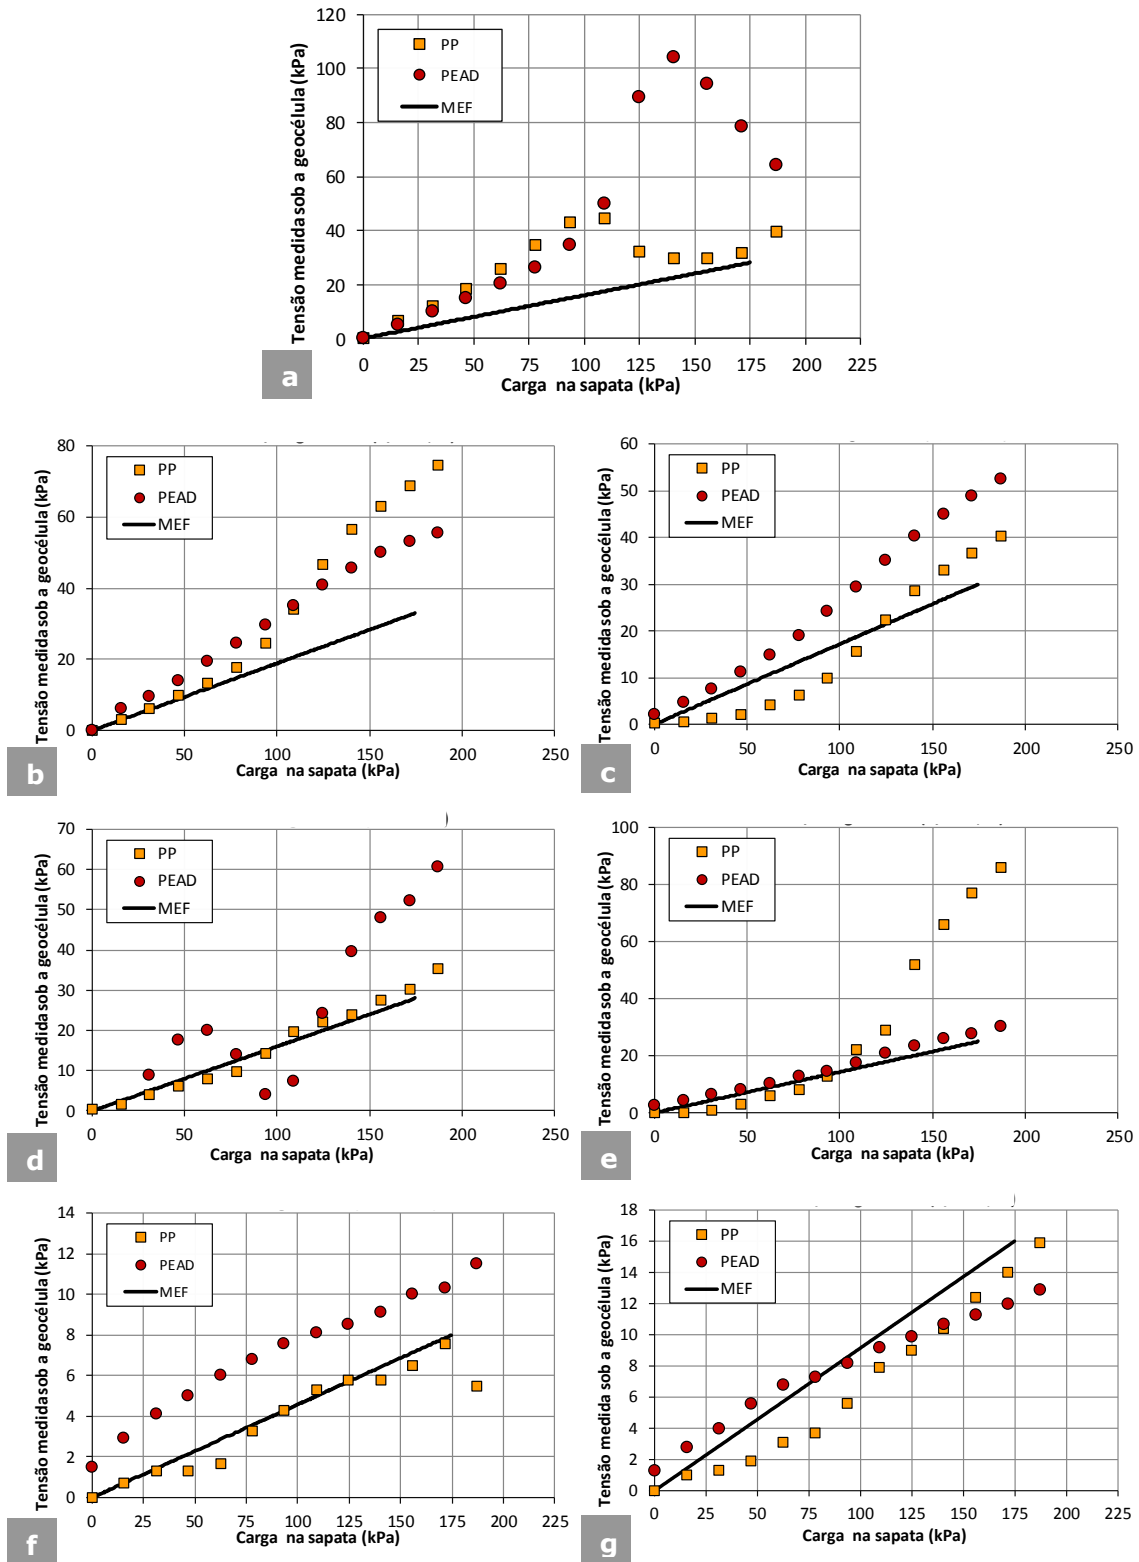 Tensão medida sob a geocélula (kPa)
120
100
80
60
40
20
0
PP
PEAD
MEF
0 25 50 75 100 125 150 175 200 225
Carga na sapata (kPa)
a
Tensão medida sob a geocélula (kPa)
80
60
40
20
0
PP
PEAD
MEF
0 50 100 150 200 250
Carga na sapata (kPa)
b
Tensão medida sob a geocélula (kPa)
60
50
40
30
20
10
0
PP
PEAD
MEF
0 50 100 150 200 250
Carga na sapata (kPa)
c
Tensão medida sob a geocélula (kPa)
70
60
50
40
30
20
10
0
PP
PEAD
MEF
0 50 100 150 200 250
Carga na sapata (kPa)
d
Tensão medida sob a geocélula (kPa)
100
80
60
40
20
0
PP
PEAD
MEF
0 50 100 150 200 250
Carga na sapata (kPa)
e
Tensão medida sob a geocélula (kPa)
14
12
10
8
6
4
2
0
PP
PEAD
MEF
0 25 50 75 100 125 150 175 200 225
Carga na sapata (kPa)
f
Tensão medida sob a geocélula (kPa)
18
16
14
12
10
8
6
4
2
0
PP
PEAD
MEF
0 25 50 75 100 125 150 175 200 225
Carga na sapata (kPa)
g